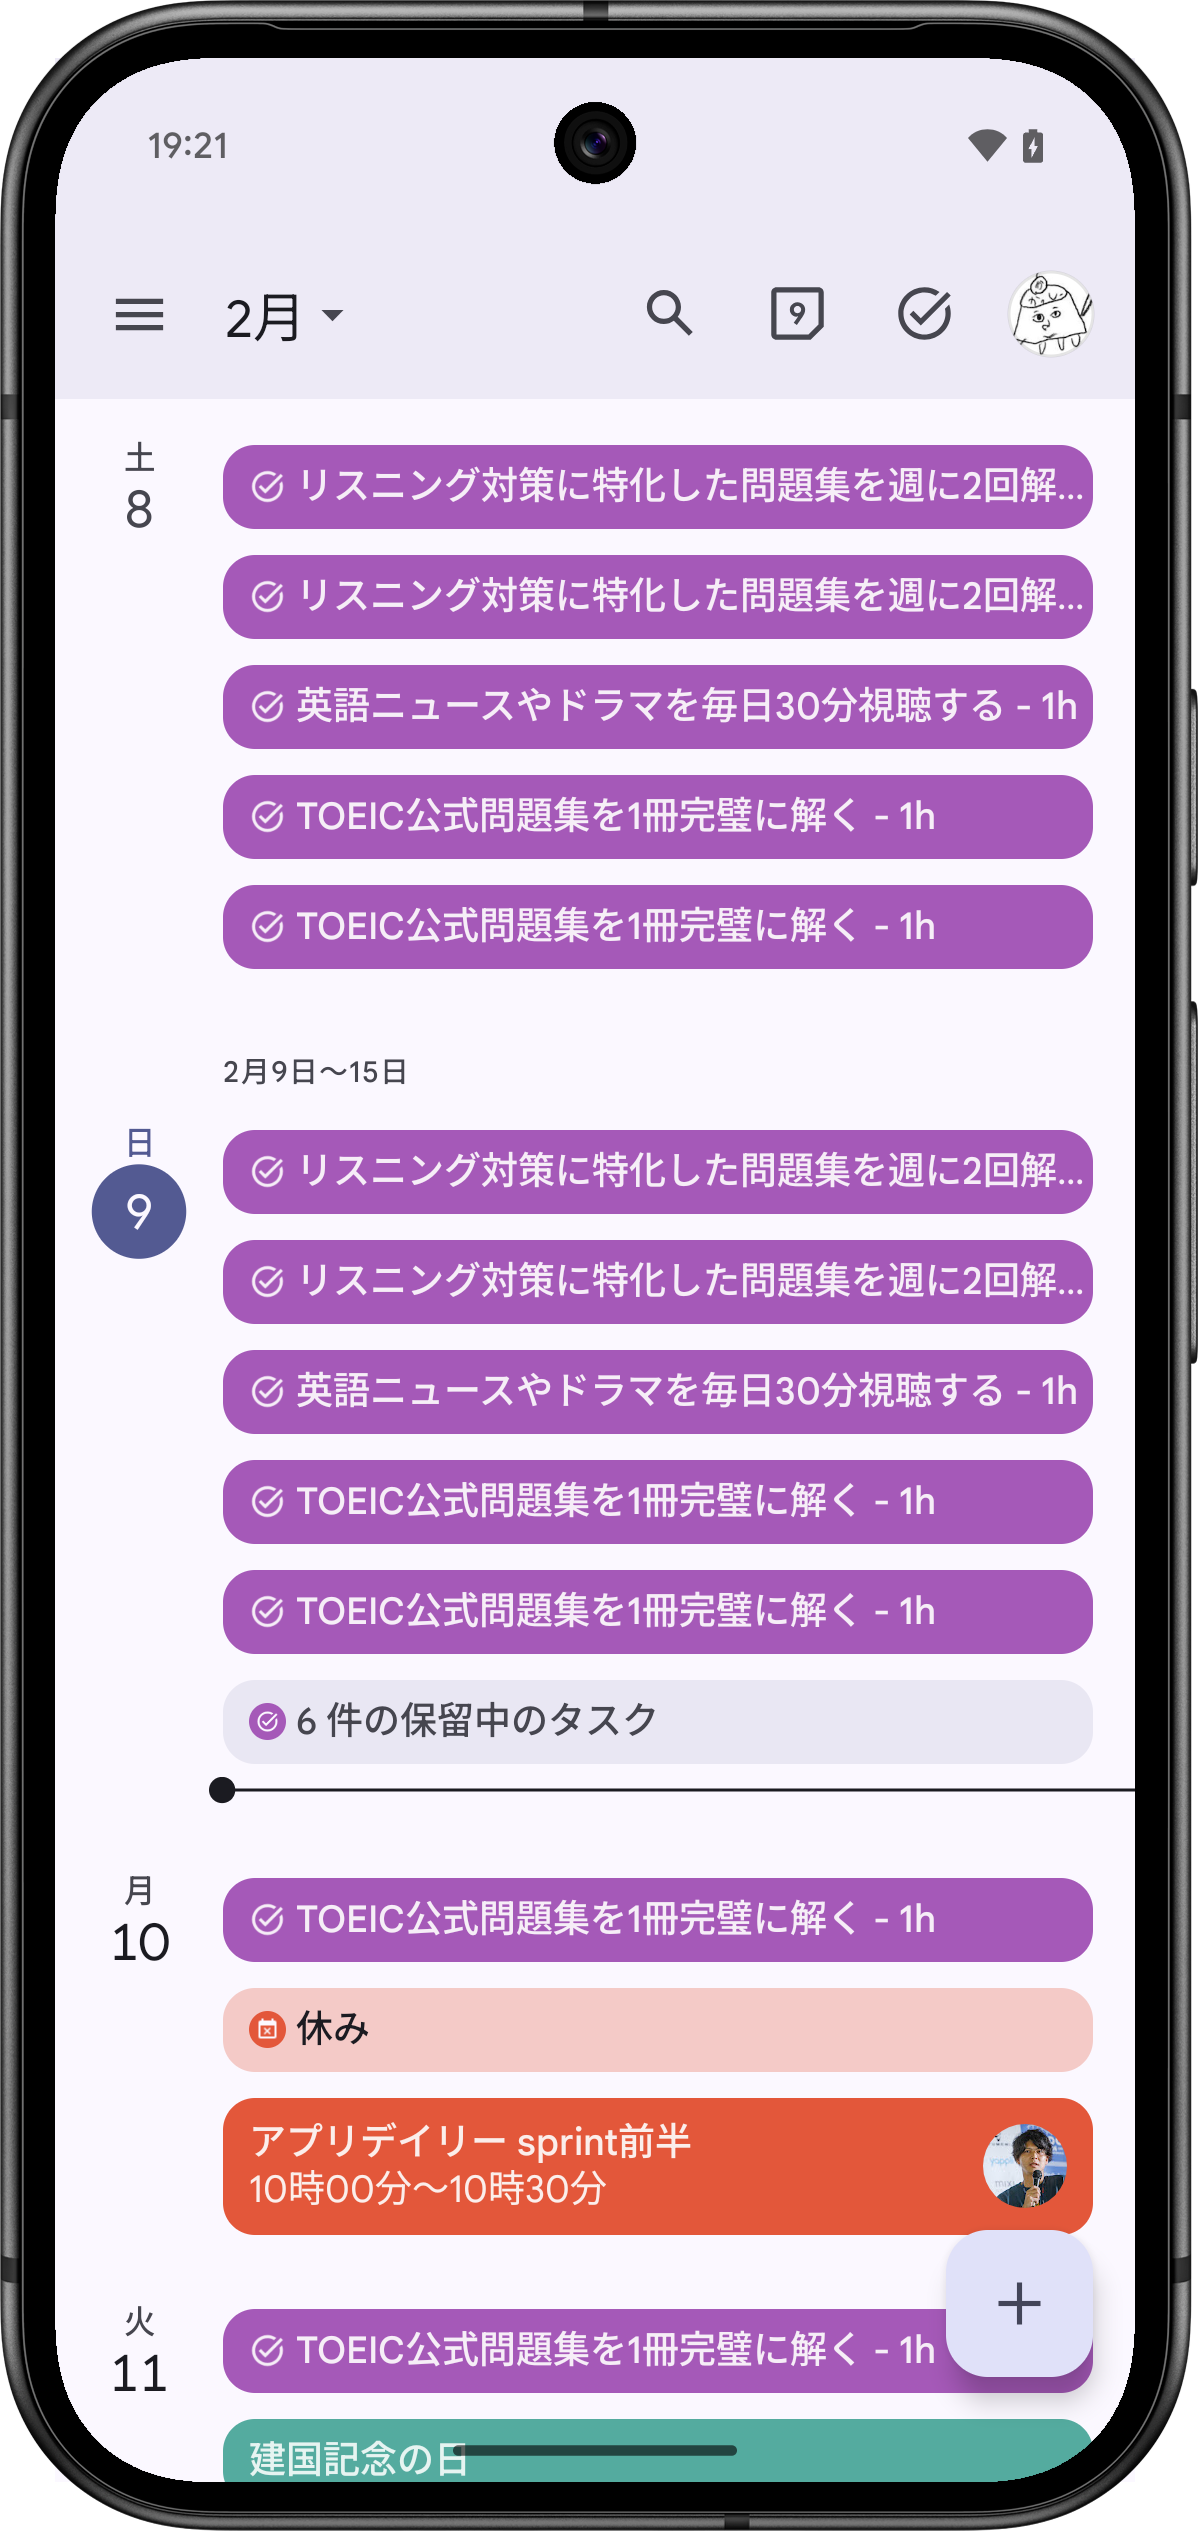 19:21
2月
9
土
8
リスニング対策に特化した問題集を週に2回解...
リスニング対策に特化した問題集を週に2回解...
英語ニュースやドラマを毎日30分視聴する - 1h
TOEIC公式問題集を1冊完璧に解く - 1h
TOEIC公式問題集を1冊完璧に解く - 1h
2月9日～15日
日
9
リスニング対策に特化した問題集を週に2回解...
リスニング対策に特化した問題集を週に2回解...
英語ニュースやドラマを毎日30分視聴する - 1h
TOEIC公式問題集を1冊完璧に解く - 1h
TOEIC公式問題集を1冊完璧に解く - 1h
6 件の保留中のタスク
月
10
TOEIC公式問題集を1冊完璧に解く - 1h
休み
アプリデイリー sprint前半
10時00分～10時30分
火
11
TOEIC公式問題集を1冊完璧に解く - 1h
建国記念の日